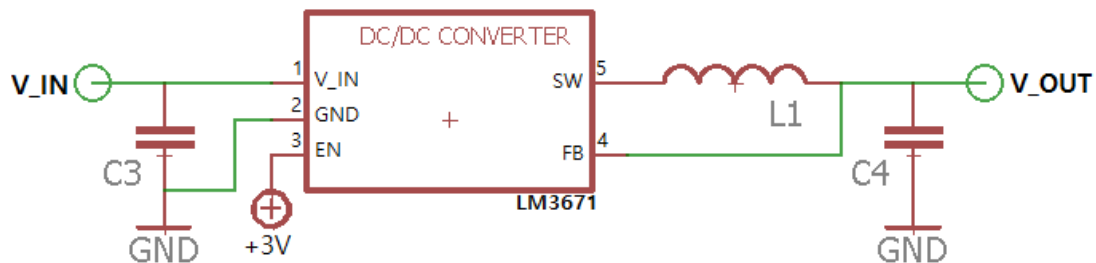 DC/DC CONVERTER
V_IN
1
V_IN
SW
5
V_OUT
2
GND
L1
3
EN
FB
4
C3
C4
LM3671
+3V
GND
GND